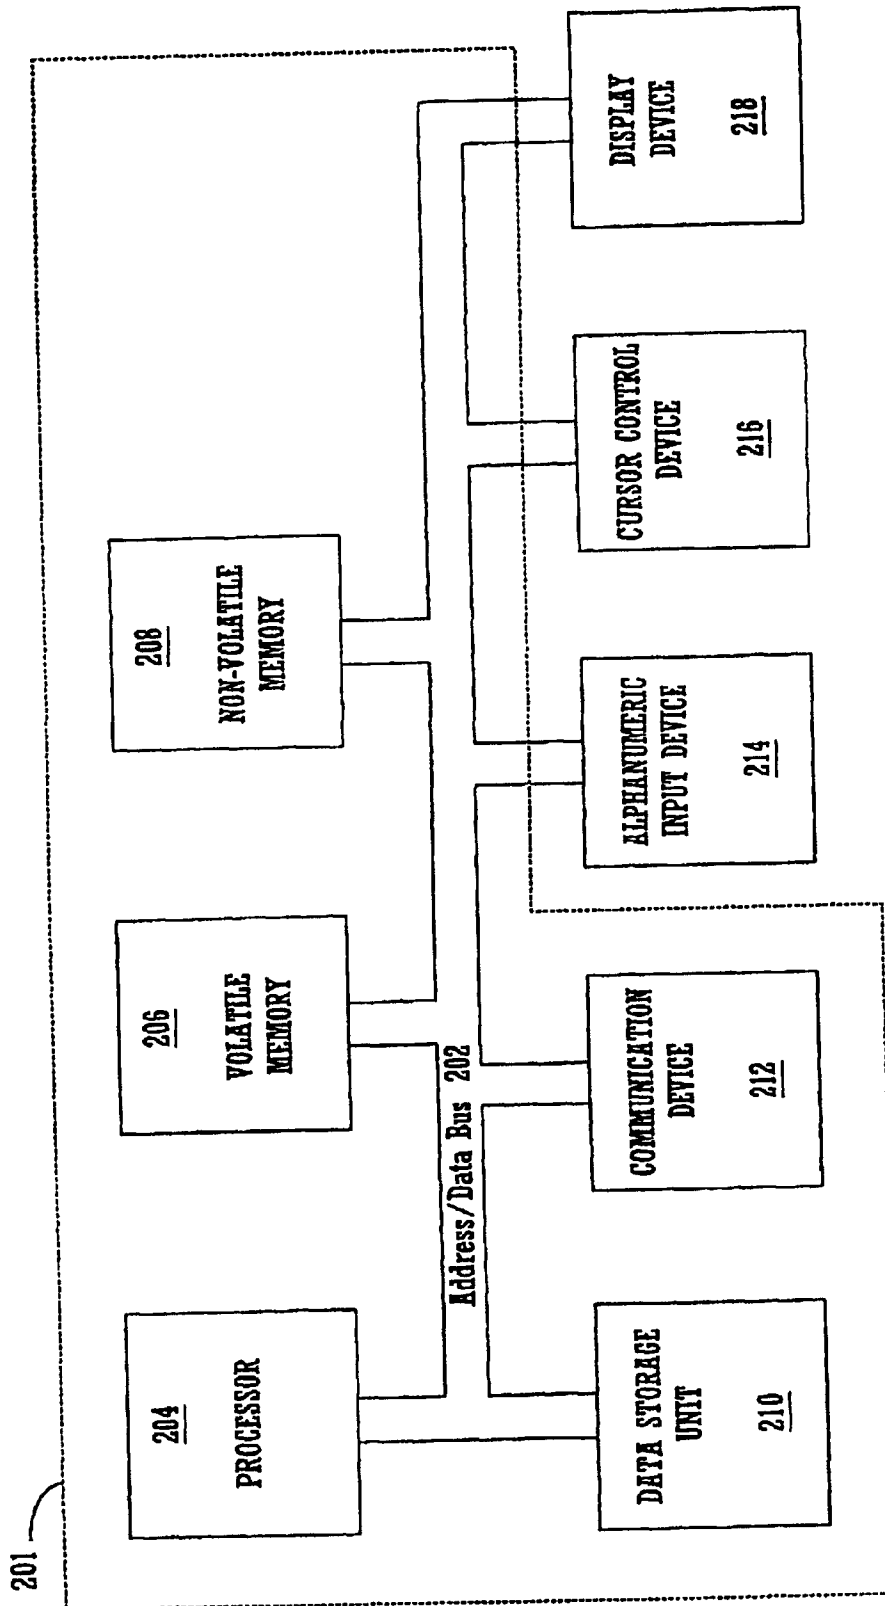 201
204
PROCESSOR
206
VOLATILE
MEMORY
208
NON-VOLATILE
MEMORY
Address/Data Bus 202
DATA STORAGE
UNIT
210
COMMUNICATION
DEVICE
212
ALPHANUMERIC
INPUT DEVICE
214
CURSOR CONTROL
DEVICE
216
DISPLAY
DEVICE
218